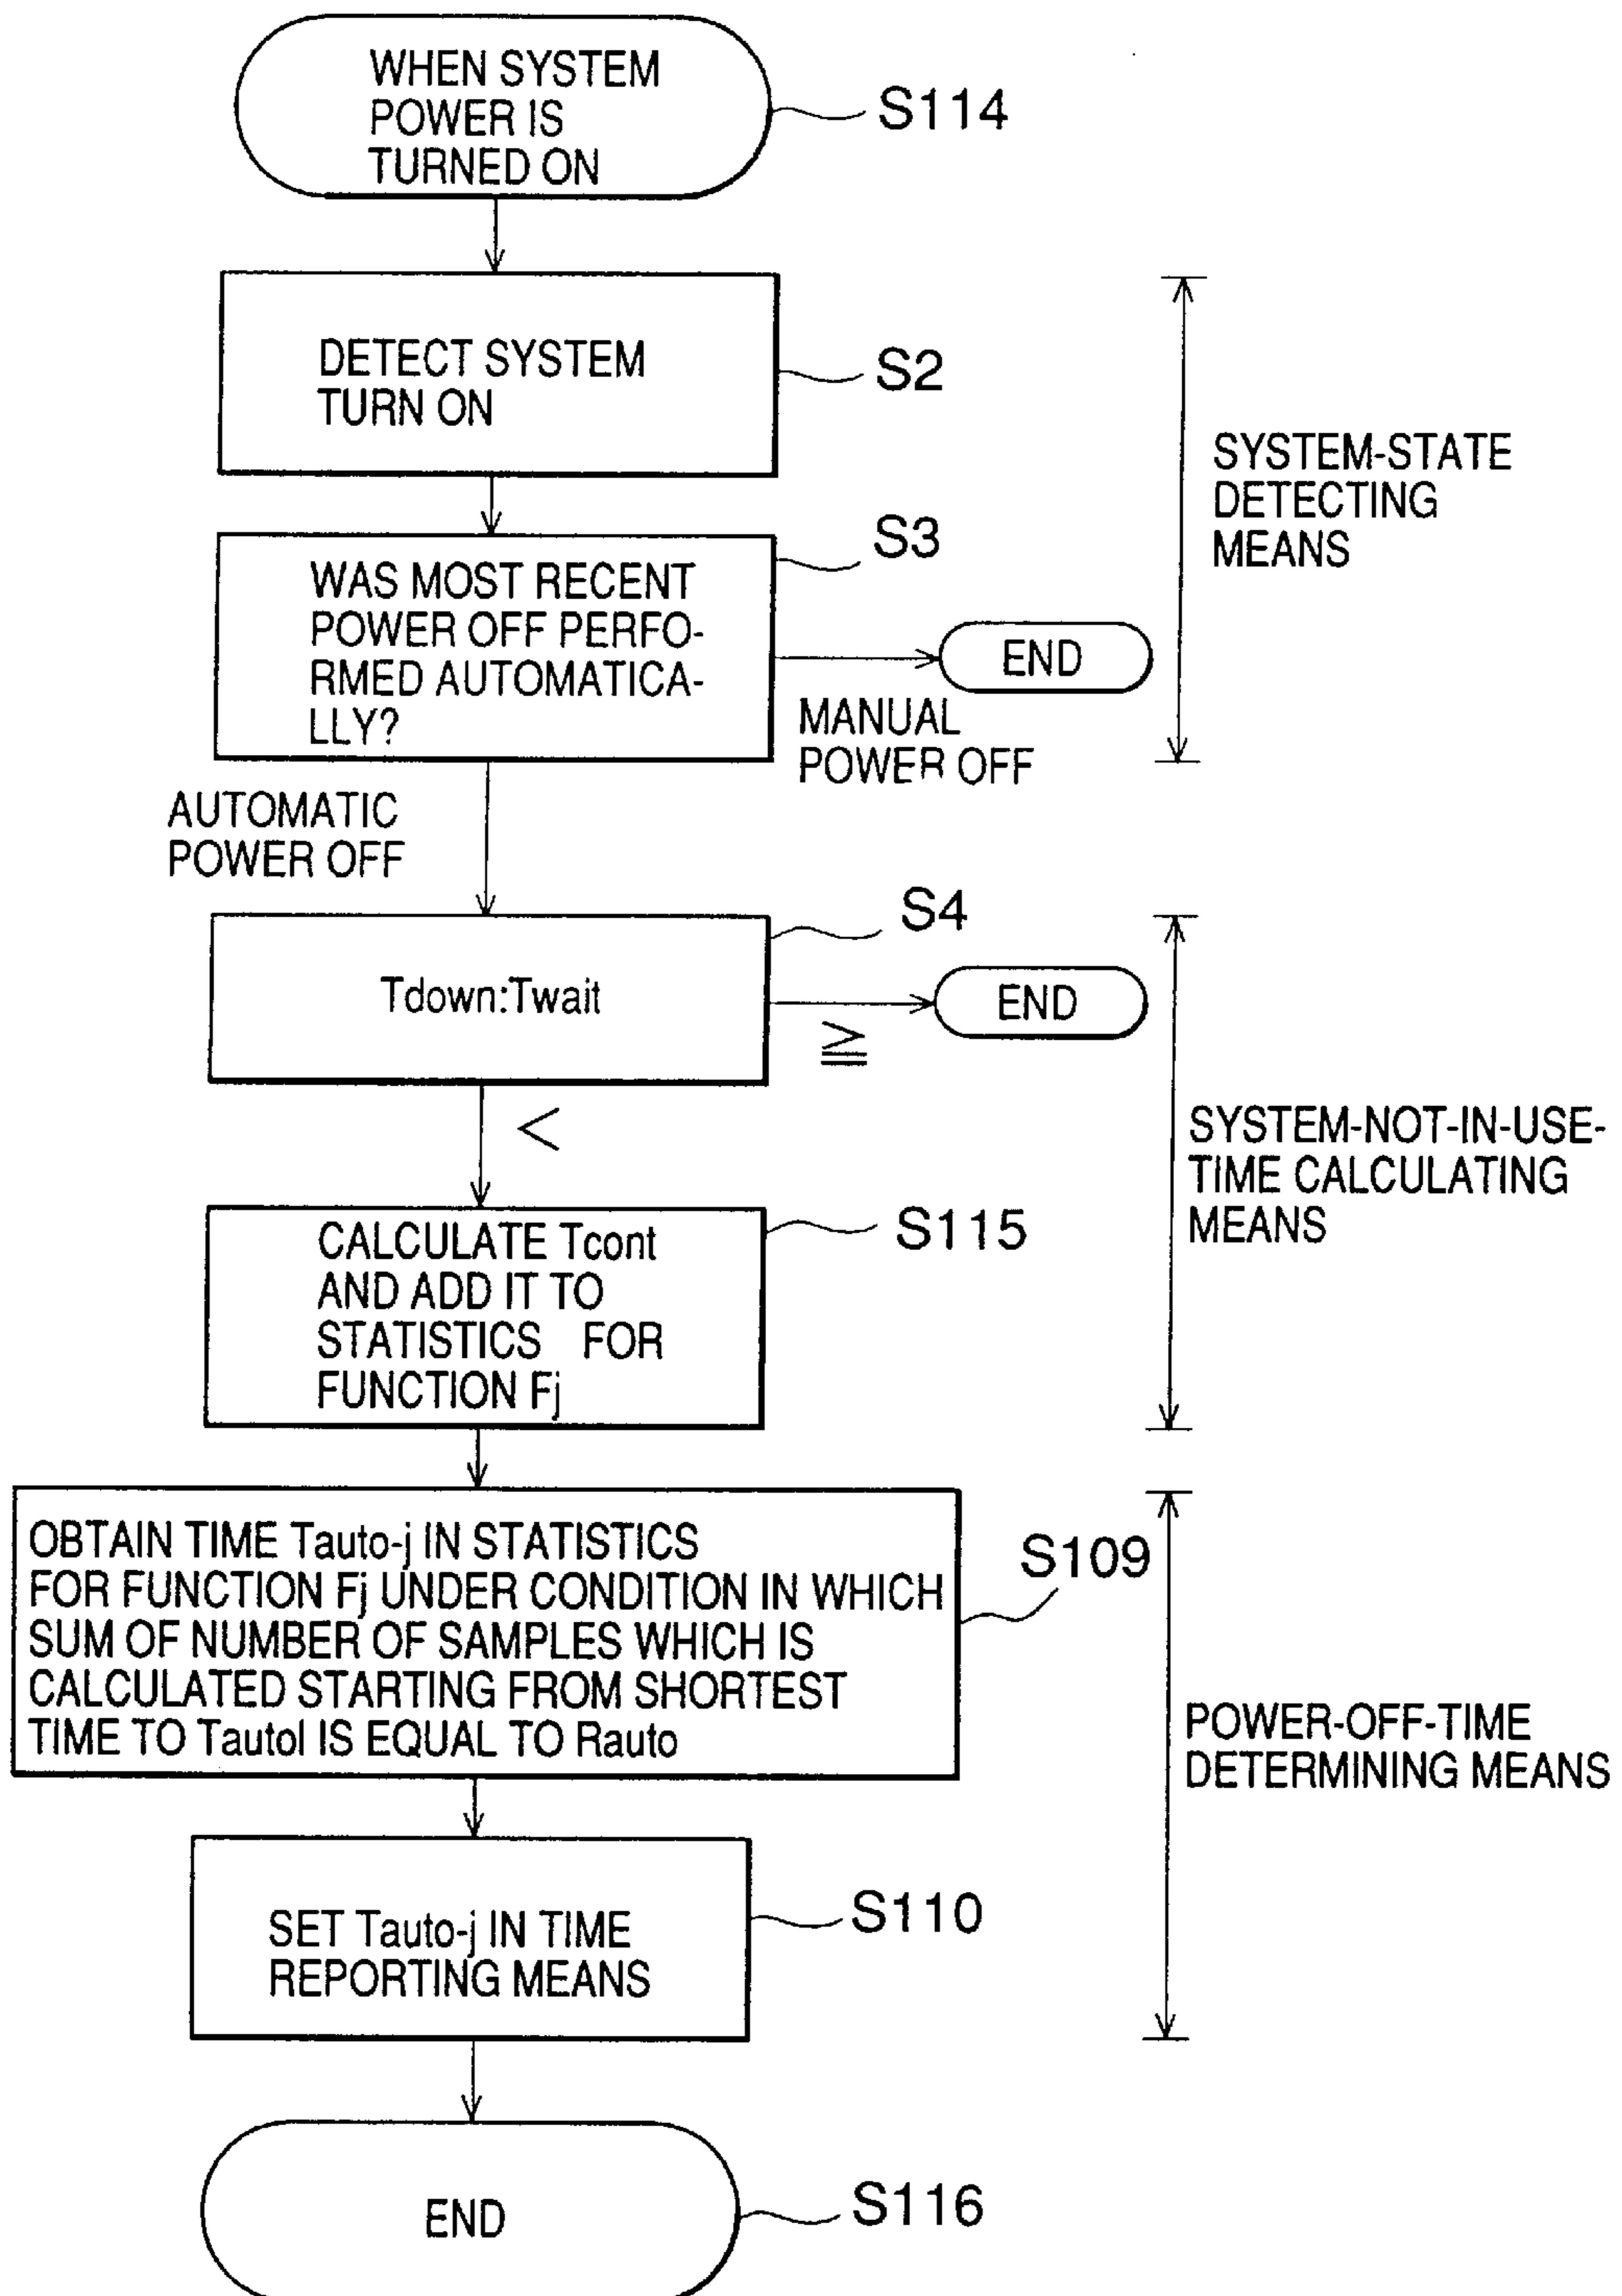 WHEN SYSTEM
POWER IS
TURNED ON
S114
DETECT SYSTEM
TURN ON
S2
SYSTEM-STATE
DETECTING
MEANS
S3
WAS MOST RECENT
POWER OFF PERFO-
RMED AUTOMATICA-
LLY?
END
MANUAL
POWER OFF
AUTOMATIC
POWER OFF
S4
Tdown:Twait
END
≧
<
SYSTEM-NOT-IN-USE-
TIME CALCULATING
MEANS
S115
CALCULATE Tcont
AND ADD IT TO
STATISTICS FOR
FUNCTION Fj
OBTAIN TIME Tauto-j IN STATISTICS
FOR FUNCTION Fj UNDER CONDITION IN WHICH
SUM OF NUMBER OF SAMPLES WHICH IS
CALCULATED STARTING FROM SHORTEST
TIME TO Tautol IS EQUAL TO Rauto
S109
POWER-OFF-TIME
DETERMINING MEANS
SET Tauto-j IN TIME
REPORTING MEANS
S110
END
S116